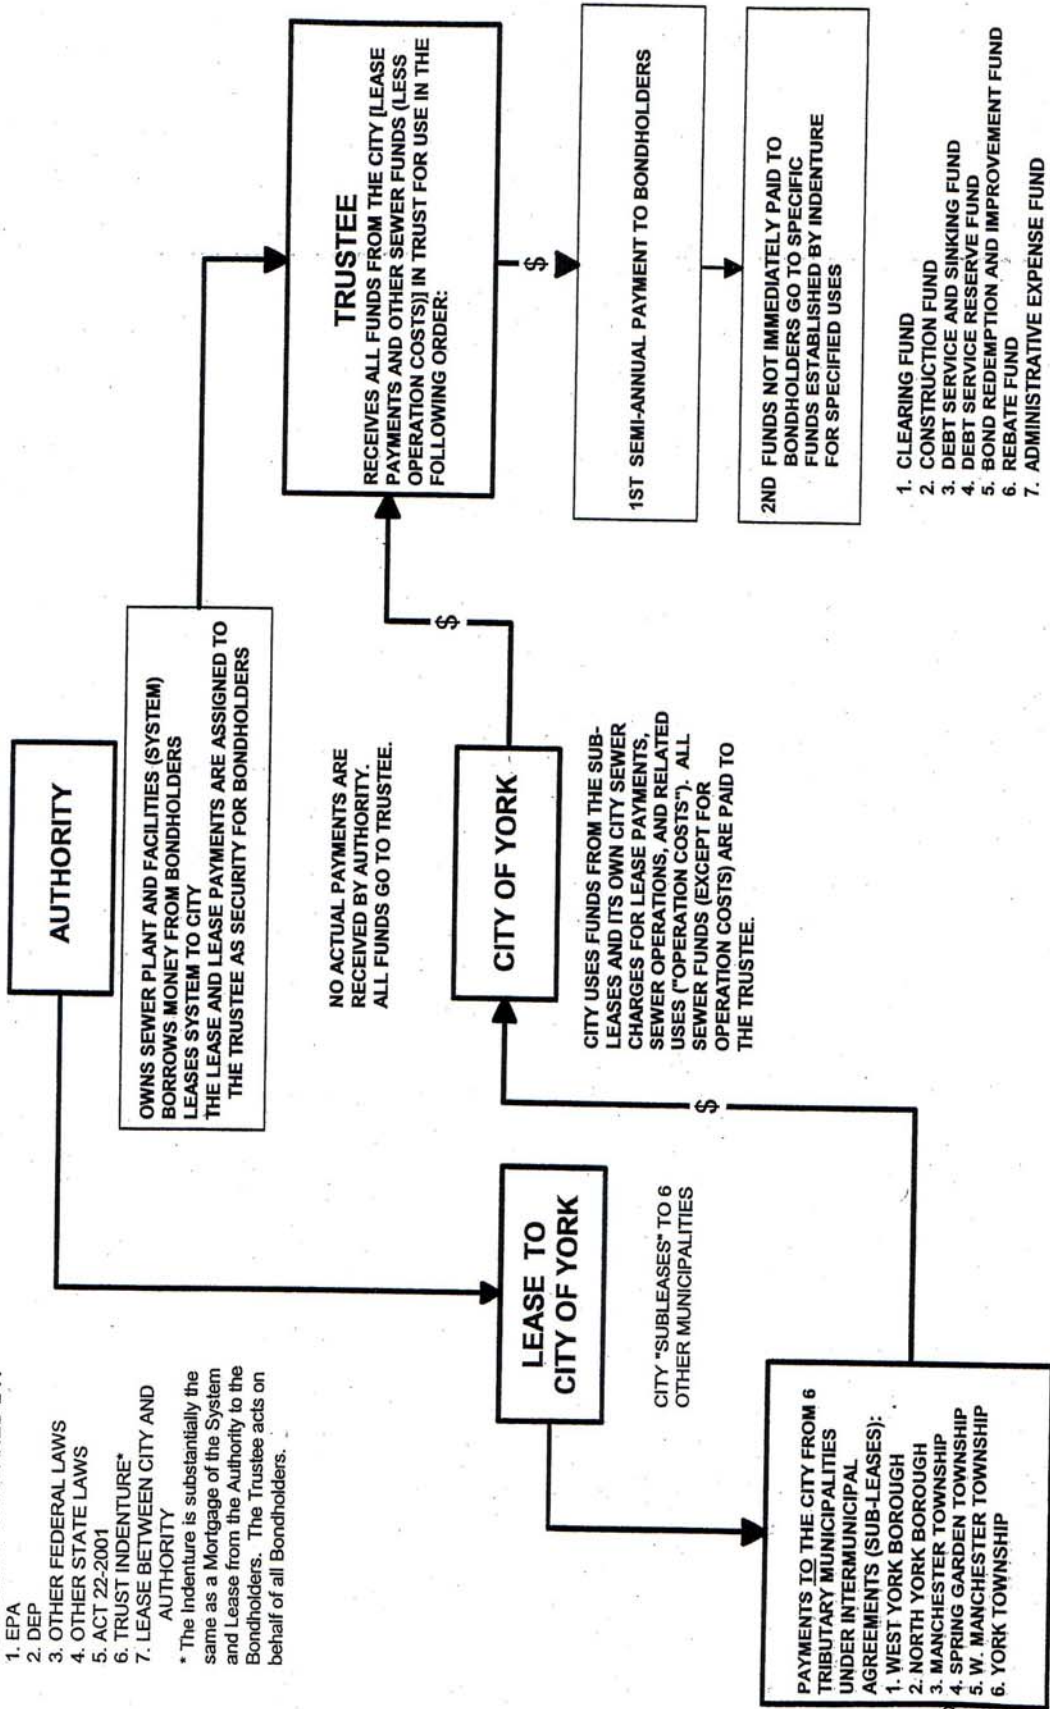 1. EPA
2. DEP
3. OTHER FEDERAL LAWS
4. OTHER STATE LAWS
5. ACT 22-2001
6. TRUST INDENTURE*
7. LEASE BETWEEN CITY AND
AUTHORITY
* The Indenture is substantially the
same as a Mortgage of the System
and Lease from the Authority to the
Bondholders. The Trustee acts on
behalf of all Bondholders.
AUTHORITY
OWNS SEWER PLANT AND FACILITIES (SYSTEM)
BORROWS MONEY FROM BONDHOLDERS
LEASES SYSTEM TO CITY
THE LEASE AND LEASE PAYMENTS ARE ASSIGNED TO
THE TRUSTEE AS SECURITY FOR BONDHOLDERS
NO ACTUAL PAYMENTS ARE
RECEIVED BY AUTHORITY.
ALL FUNDS GO TO TRUSTEE.
LEASE TO
CITY OF YORK
CITY "SUBLEASES" TO 6
OTHER MUNICIPALITIES
PAYMENTS TO THE CITY FROM 6
TRIBUTARY MUNICIPALITIES
UNDER INTERMUNICIPAL
AGREEMENTS (SUB-LEASES):
1. WEST YORK BOROUGH
2. NORTH YORK BOROUGH
3. MANCHESTER TOWNSHIP
4. SPRING GARDEN TOWNSHIP
5. W. MANCHESTER TOWNSHIP
6. YORK TOWNSHIP
$
CITY OF YORK
CITY USES FUNDS FROM THE SUB-
LEASES AND ITS OWN CITY SEWER
CHARGES FOR LEASE PAYMENTS,
SEWER OPERATIONS, AND RELATED
USES ("OPERATION COSTS"). ALL
SEWER FUNDS (EXCEPT FOR
OPERATION COSTS) ARE PAID TO
THE TRUSTEE.
$
TRUSTEE
RECEIVES ALL FUNDS FROM THE CITY [LEASE
PAYMENTS AND OTHER SEWER FUNDS (LESS
OPERATION COSTS)] IN TRUST FOR USE IN THE
FOLLOWING ORDER:
$
1ST SEMI-ANNUAL PAYMENT TO BONDHOLDERS
2ND FUNDS NOT IMMEDIATELY PAID TO
BONDHOLDERS GO TO SPECIFIC
FUNDS ESTABLISHED BY INDENTURE
FOR SPECIFIED USES
1. CLEARING FUND
2. CONSTRUCTION FUND
3. DEBT SERVICE AND SINKING FUND
4. DEBT SERVICE RESERVE FUND
5. BOND REDEMPTION AND IMPROVEMENT FUND
6. REBATE FUND
7. ADMINISTRATIVE EXPENSE FUND